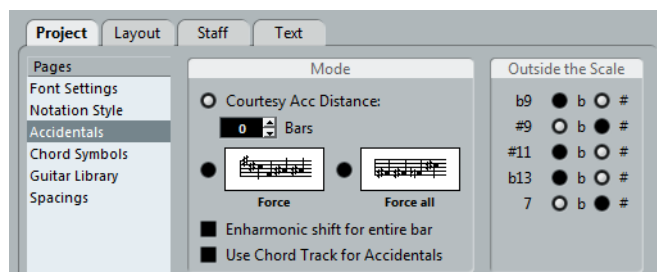 Project Layout Staff Text
Pages
Font Settings
Notation Style
Accidentals
Chord Symbols
Guitar Library
Spacings
Mode
Courtesy Acc Distance:
0 Bars
Force Force all
Enharmonic shift for entire bar
Use Chord Track for Accidentals
Outside the Scale
b9 b #
#9 b #
#11 b #
b13 b #
7 b #